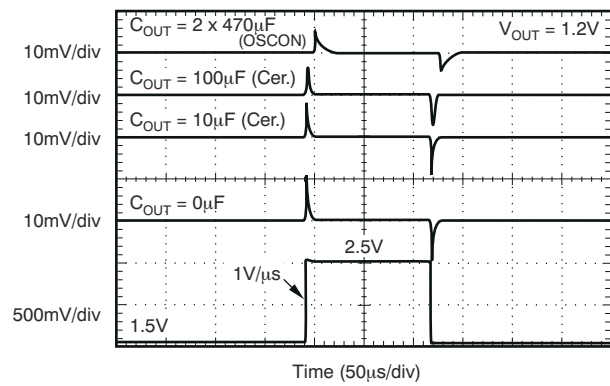 C_OUT = 2 x 470µF
(OSCON)
V_OUT = 1.2V
10mV/div
C_OUT = 100µF (Cer.)
10mV/div
C_OUT = 10µF (Cer.)
10mV/div
C_OUT = 0µF
10mV/div
2.5V
1V/µs
500mV/div
1.5V
Time (50µs/div)